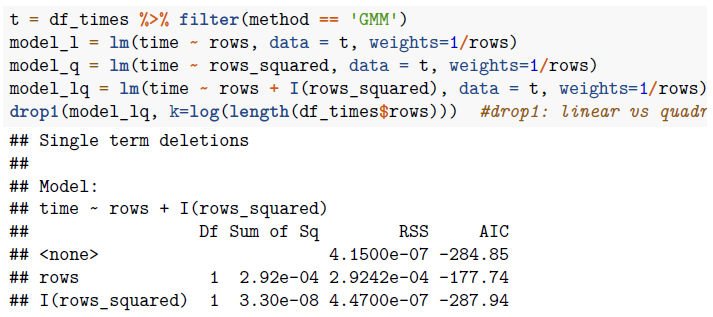 t = df_times %>% filter(method == 'GMM')
model_l = lm(time ~ rows, data = t, weights=1/rows)
model_q = lm(time ~ rows_squared, data = t, weights=1/rows)
model_lq = lm(time ~ rows + I(rows_squared), data = t, weights=1/rows)
drop1(model_lq, k=log(length(df_times$rows)))  #drop1: linear vs quadr
## Single term deletions
##
## Model:
## time ~ rows + I(rows_squared)
##                 Df Sum of Sq        RSS     AIC
## <none>                       4.1500e-07 -284.85
## rows             1  2.92e-04 2.9242e-04 -177.74
## I(rows_squared)  1  3.30e-08 4.4700e-07 -287.94